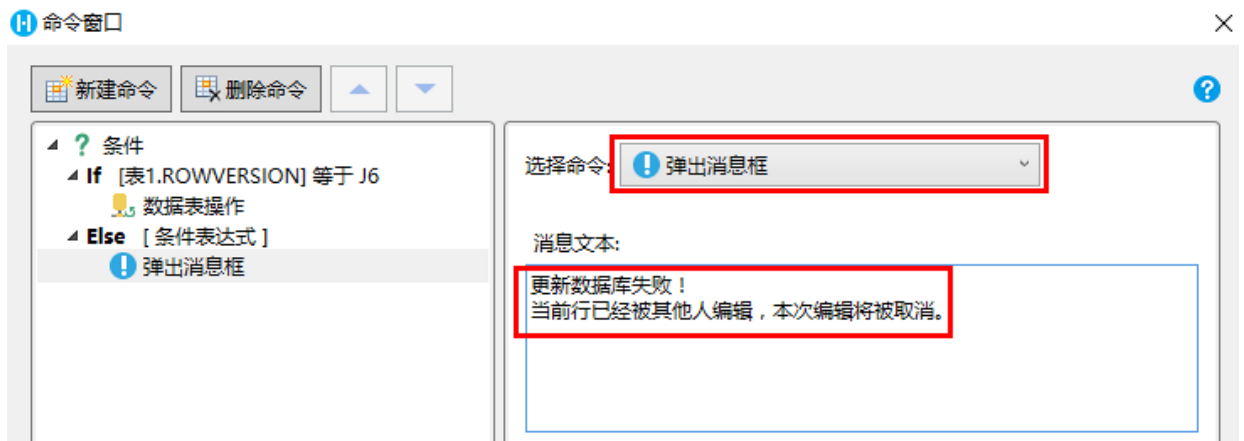 命令窗口
新建命令 删除命令
条件
If [表1.ROWVERSION] 等于 J6
数据表操作
Else [ 条件表达式 ]
弹出消息框
选择命令: 弹出消息框
消息文本:
更新数据库失败！
当前行已经被其他人编辑，本次编辑将被取消。